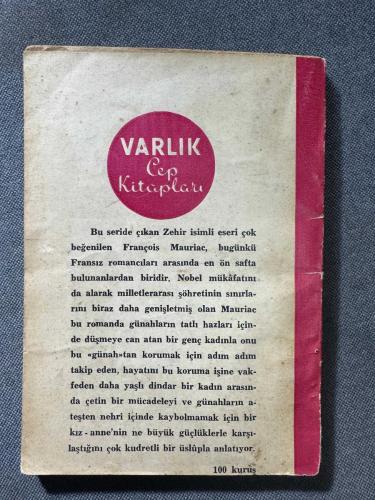 VARLIK
Cep
Kitapları
Bu seride çıkan Zehir isimli eseri çok
beğenilen François Mauriac, bugünkü
Fransız romancıları arasında en ön safta
bulunanlardan biridir. Nobel mükâfatını
da alarak milletlerarası şöhretinin sınırla-
rını biraz daha genişletmiş olan Mauriac
bu romanda günahların tatlı hazları için-
de düşmeye can atan bir genç kadınla onu
bu «günah»tan korumak için adım adım
takip eden, hayatını bu koruma işine vak-
feden daha yaşlı dindar bir kadın arasın-
da çetin bir mücadeleyi ve günahların a-
teşten nehri içinde kaybolmamak için bir
kız - anne'nin ne büyük güçlüklerle karşı-
laştığını çok kudretli bir üslûpla anlatıyor.
100 kuruş